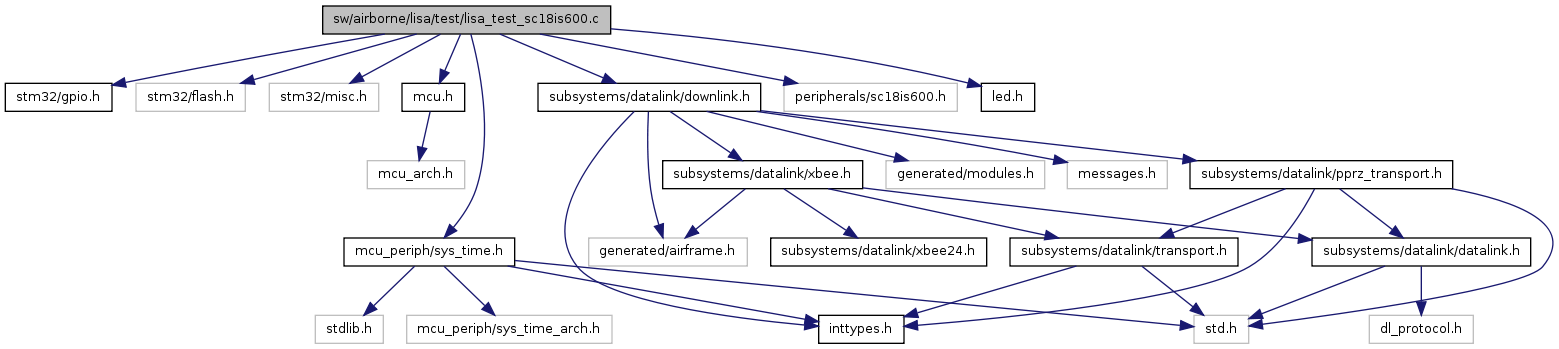 sw/airborne/lisa/test/lisa_test_sc18is600.c
stm32/gpio.h
stm32/flash.h
stm32/misc.h
mcu.h
subsystems/datalink/downlink.h
peripherals/sc18is600.h
led.h
mcu_arch.h
subsystems/datalink/xbee.h
generated/modules.h
messages.h
subsystems/datalink/pprz_transport.h
mcu_periph/sys_time.h
generated/airframe.h
subsystems/datalink/xbee24.h
subsystems/datalink/transport.h
subsystems/datalink/datalink.h
stdlib.h
mcu_periph/sys_time_arch.h
inttypes.h
std.h
dl_protocol.h